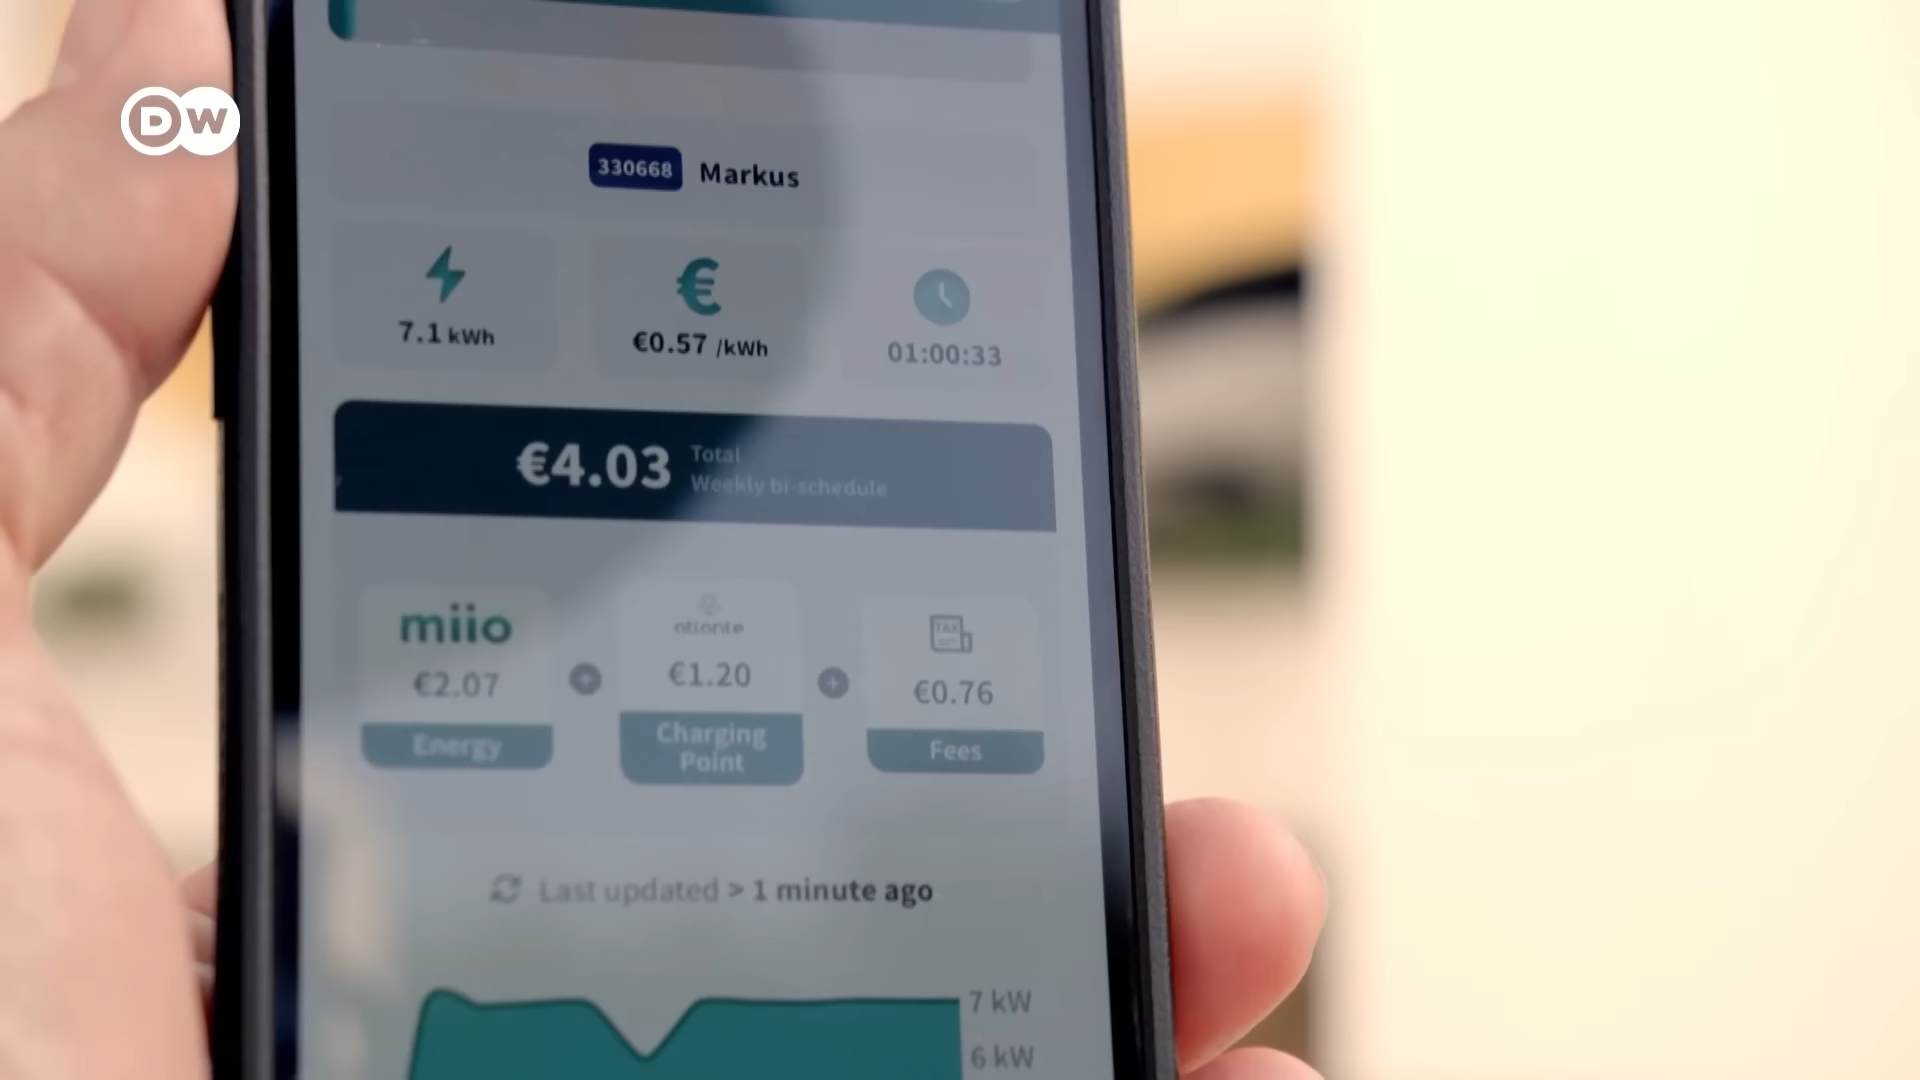 DW
330668 Markus
7.1 kWh
€0.57 /kWh
01:00:33
€4.03 Total
Weekly bi-schedule
miio
€2.07
Energy
€1.20
Charging
Point
TAX
€0.76
Fees
Last updated > 1 minute ago
7 kW
6 kW